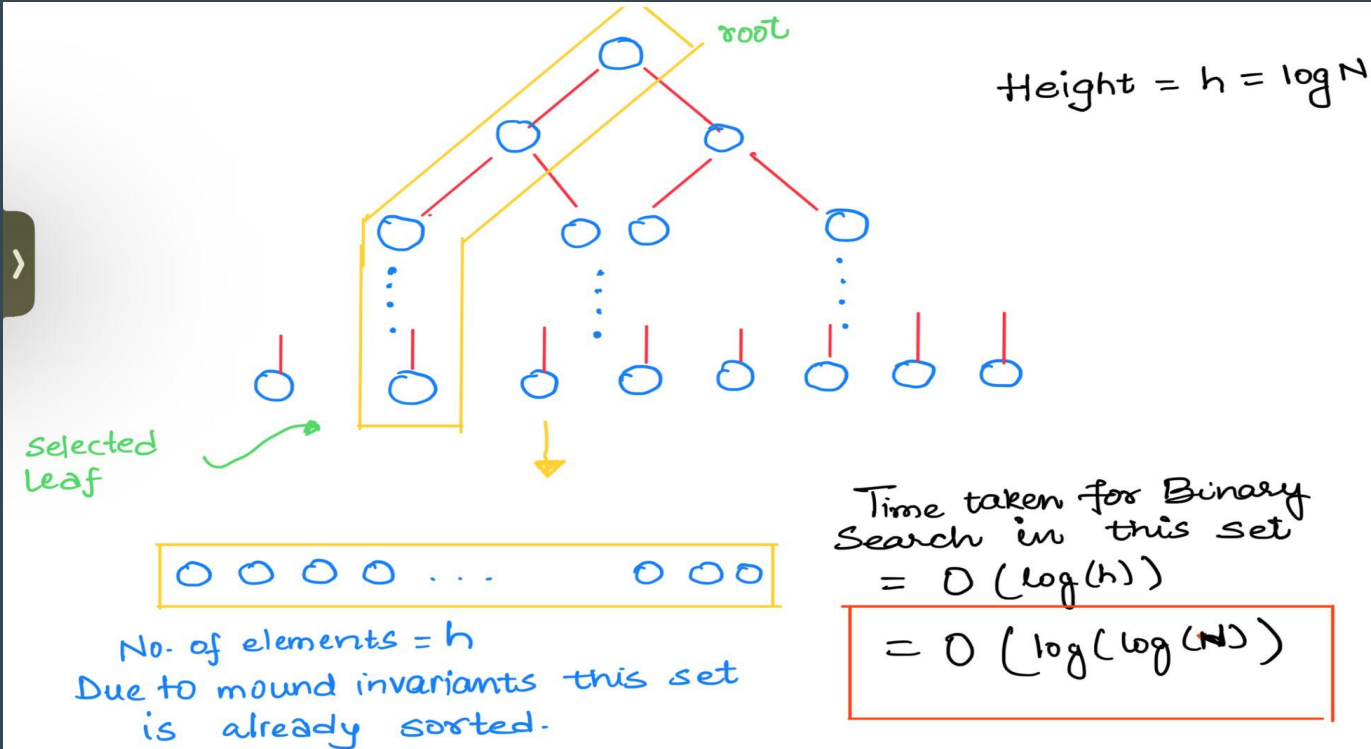 root
Height = h = log N
Selected
Leaf
Time taken for Binary
Search in this set
= O (log(h))
= O (log(log(N))
No. of elements = h
Due to mound invariants this set
is already sorted.